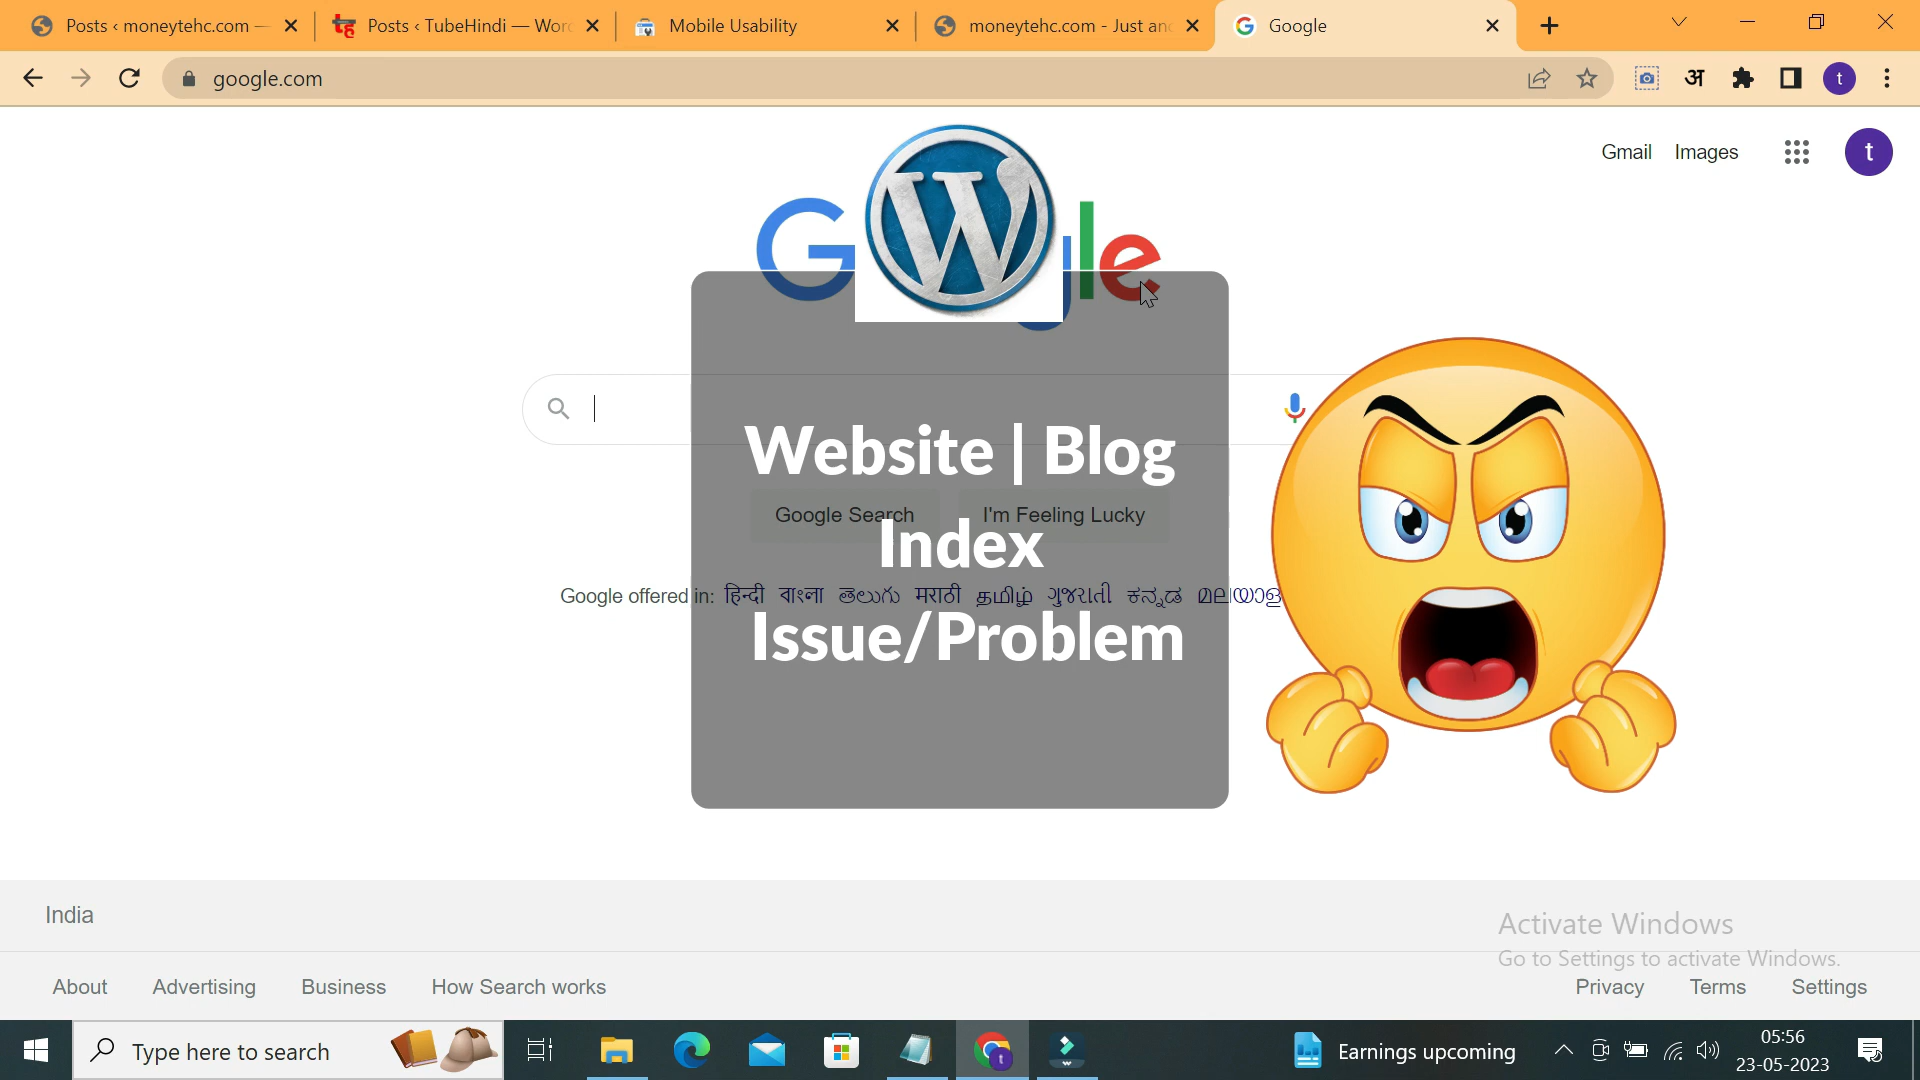 Posts ‹ moneytehc.com —
Posts ‹ TubeHindi — Wor
Mobile Usability
moneytehc.com - Just an
Google
google.com
अ
t
Gmail
Images
t
W
G le
Website | Blog
Google Search
I'm Feeling Lucky
Index
Google offered in: हिन्दी বাংলা తెలుగు मराठी தமிழ் ગુજરાતી ಕನ್ನಡ മലയാള
Issue/Problem
India
Activate Windows
Go to Settings to activate Windows.
About
Advertising
Business
How Search works
Privacy
Terms
Settings
Type here to search
t
Earnings upcoming
05:56
23-05-2023